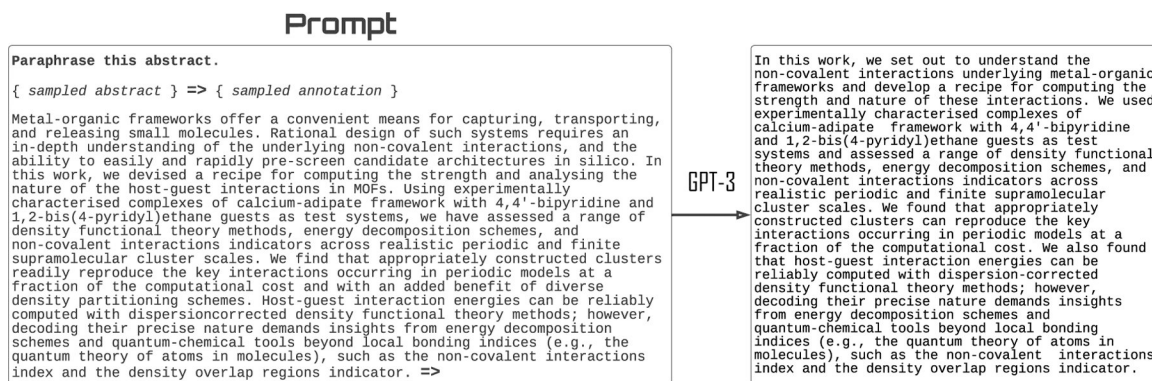 Prompt
Paraphrase this abstract.
{ sampled abstract } => { sampled annotation }
Metal-organic frameworks offer a convenient means for capturing, transporting,
and releasing small molecules. Rational design of such systems requires an
in-depth understanding of the underlying non-covalent interactions, and the
ability to easily and rapidly pre-screen candidate architectures in silico. In
this work, we devised a recipe for computing the strength and analysing the
nature of the host-guest interactions in MOFs. Using experimentally
characterised complexes of calcium-adipate framework with 4,4'-bipyridine and
1,2-bis(4-pyridyl)ethane guests as test systems, we have assessed a range of
density functional theory methods, energy decomposition schemes, and
non-covalent interactions indicators across realistic periodic and finite
supramolecular cluster scales. We find that appropriately constructed clusters
readily reproduce the key interactions occurring in periodic models at a
fraction of the computational cost and with an added benefit of diverse
density partitioning schemes. Host-guest interaction energies can be reliably
computed with dispersioncorrected density functional theory methods; however,
decoding their precise nature demands insights from energy decomposition
schemes and quantum-chemical tools beyond local bonding indices (e.g., the
quantum theory of atoms in molecules), such as the non-covalent interactions
index and the density overlap regions indicator. =>
GPT-3
In this work, we set out to understand the
non-covalent interactions underlying metal-organic
frameworks and develop a recipe for computing the
strength and nature of these interactions. We used
experimentally characterised complexes of
calcium-adipate framework with 4,4'-bipyridine
and 1,2-bis(4-pyridyl)ethane guests as test
systems and assessed a range of density functional
theory methods, energy decomposition schemes, and
non-covalent interactions indicators across
realistic periodic and finite supramolecular
cluster scales. We found that appropriately
constructed clusters can reproduce the key
interactions occurring in periodic models at a
fraction of the computational cost. We also found
that host-guest interaction energies can be
reliably computed with dispersion-corrected
density functional theory methods; however,
decoding their precise nature demands insights
from energy decomposition schemes and
quantum-chemical tools beyond local bonding
indices (e.g., the quantum theory of atoms in
molecules), such as the non-covalent interactions
index and the density overlap regions indicator.